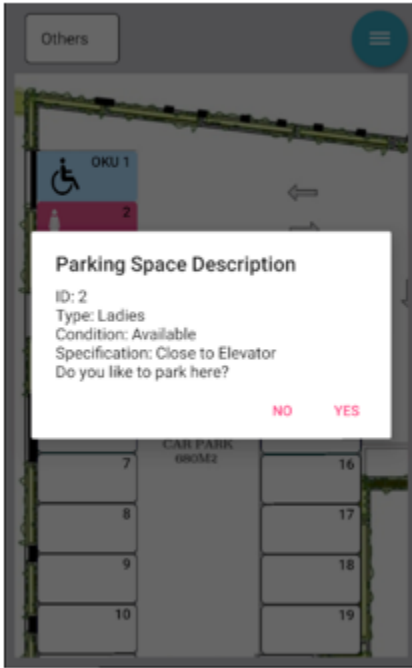 Others
OKU 1
2
Parking Space Description
ID: 2
Type: Ladies
Condition: Available
Specification: Close to Elevator
Do you like to park here?
NO YES
CAR PARK
680M2
7
16
8
17
9
18
10
19